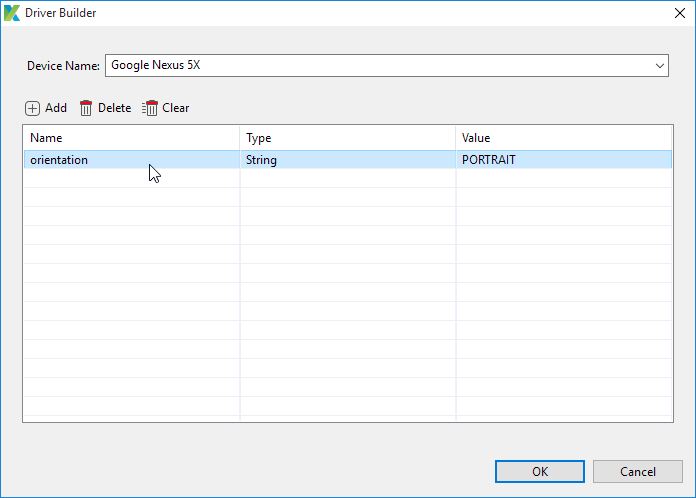 Driver Builder
Device Name: Google Nexus 5X
Add Delete Clear
Name Type Value
orientation String PORTRAIT
OK Cancel